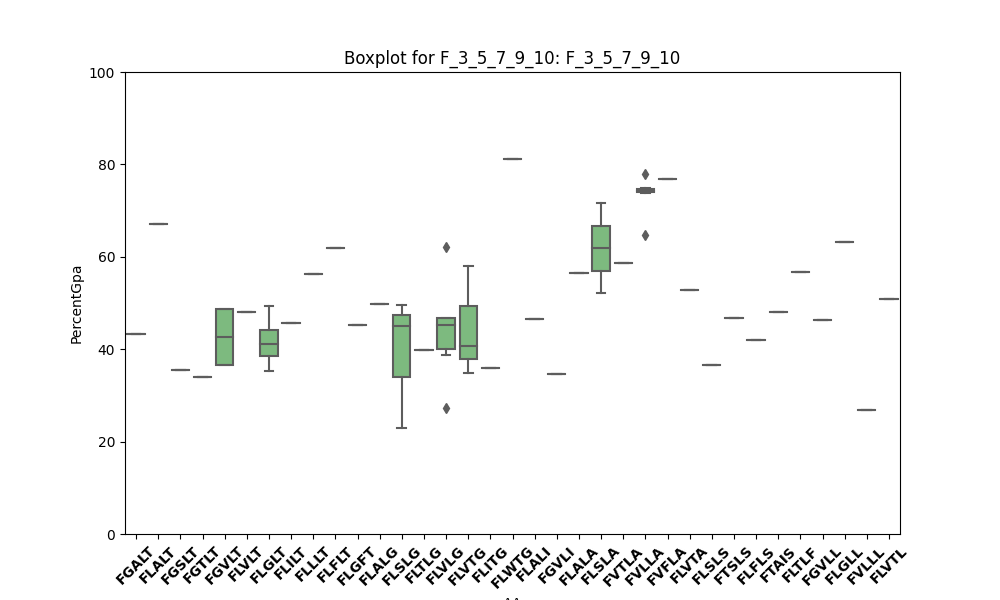 Boxplot for F_3_5_7_9_10: F_3_5_7_9_10
100
80
60
40
20
0
PercentGpa
FGALT
FLALT
FGSLT
FGTLT
FGVLT
FLVLT
FLGLT
FLILT
FLLLT
FLFLT
FLGFT
FLALG
FLSLG
FLTLG
FLVLG
FLVTG
FLITG
FLWTG
FLALI
FGVLI
FLALA
FLSLA
FVTLA
FVLLA
FVFLA
FLVTA
FLSLS
FTSLS
FLFLS
FTAIS
FLTLF
FGVLL
FLGLL
FVLLL
FLVTL